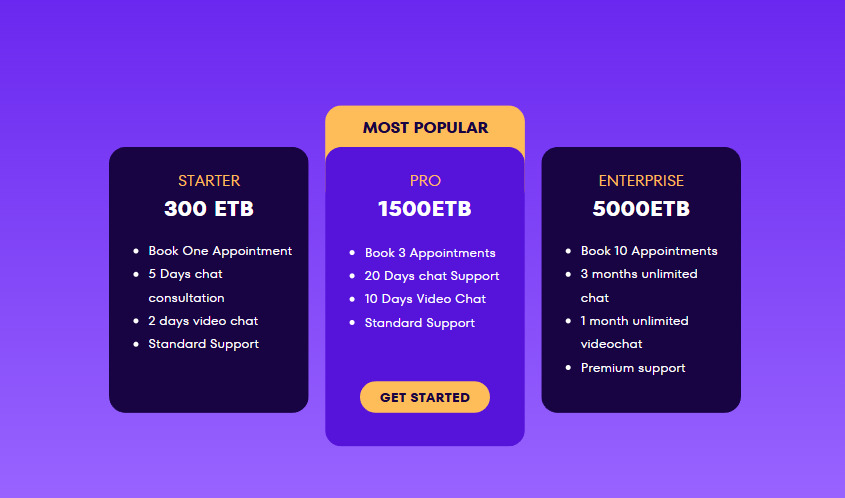 MOST POPULAR
STARTER
300 ETB
Book One Appointment
5 Days chat
consultation
2 days video chat
Standard Support
PRO
1500ETB
Book 3 Appointments
20 Days chat Support
10 Days Video Chat
Standard Support
GET STARTED
ENTERPRISE
5000ETB
Book 10 Appointments
3 months unlimited
chat
1 month unlimited
videochat
Premium support